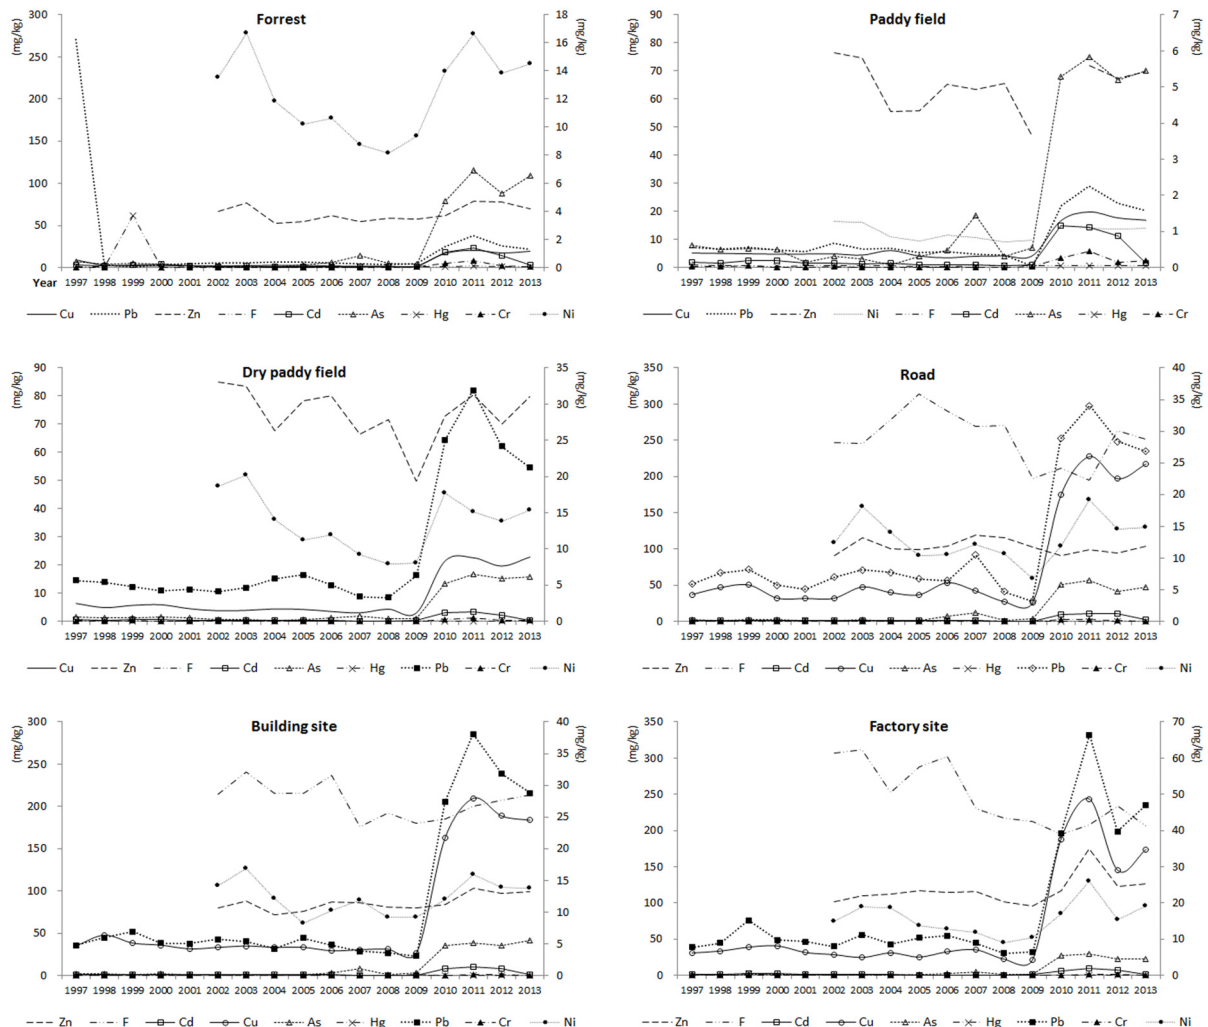 Forrest
(mg/kg)
(mg/kg)
300 250 200 150 100 50 0
18 16 14 12 10 8 6 4 2 0
1997 1998 1999 2000 2001 2002 2003 2004 2005 2006 2007 2008 2009 2010 2011 2012 2013
Year
Cu Pb Zn F Cd As Hg Cr Ni
Paddy field
(mg/kg)
(mg/kg)
90 80 70 60 50 40 30 20 10 0
7 6 5 4 3 2 1 0
1997 1998 1999 2000 2001 2002 2003 2004 2005 2006 2007 2008 2009 2010 2011 2012 2013
Cu Pb Zn Ni F Cd As Hg Cr
Dry paddy field
(mg/kg)
(mg/kg)
90 80 70 60 50 40 30 20 10 0
35 30 25 20 15 10 5 0
1997 1998 1999 2000 2001 2002 2003 2004 2005 2006 2007 2008 2009 2010 2011 2012 2013
Cu Zn F Cd As Hg Pb Cr Ni
Road
(mg/kg)
(mg/kg)
350 300 250 200 150 100 50 0
40 35 30 25 20 15 10 5 0
1997 1998 1999 2000 2001 2002 2003 2004 2005 2006 2007 2008 2009 2010 2011 2012 2013
Zn F Cd Cu As Hg Pb Cr Ni
Building site
(mg/kg)
(mg/kg)
300 250 200 150 100 50 0
40 35 30 25 20 15 10 5 0
1997 1998 1999 2000 2001 2002 2003 2004 2005 2006 2007 2008 2009 2010 2011 2012 2013
Zn F Cd Cu As Hg Pb Cr Ni
Factory site
(mg/kg)
(mg/kg)
350 300 250 200 150 100 50 0
70 60 50 40 30 20 10 0
1997 1998 1999 2000 2001 2002 2003 2004 2005 2006 2007 2008 2009 2010 2011 2012 2013
Zn F Cd Cu As Hg Pb Cr Ni